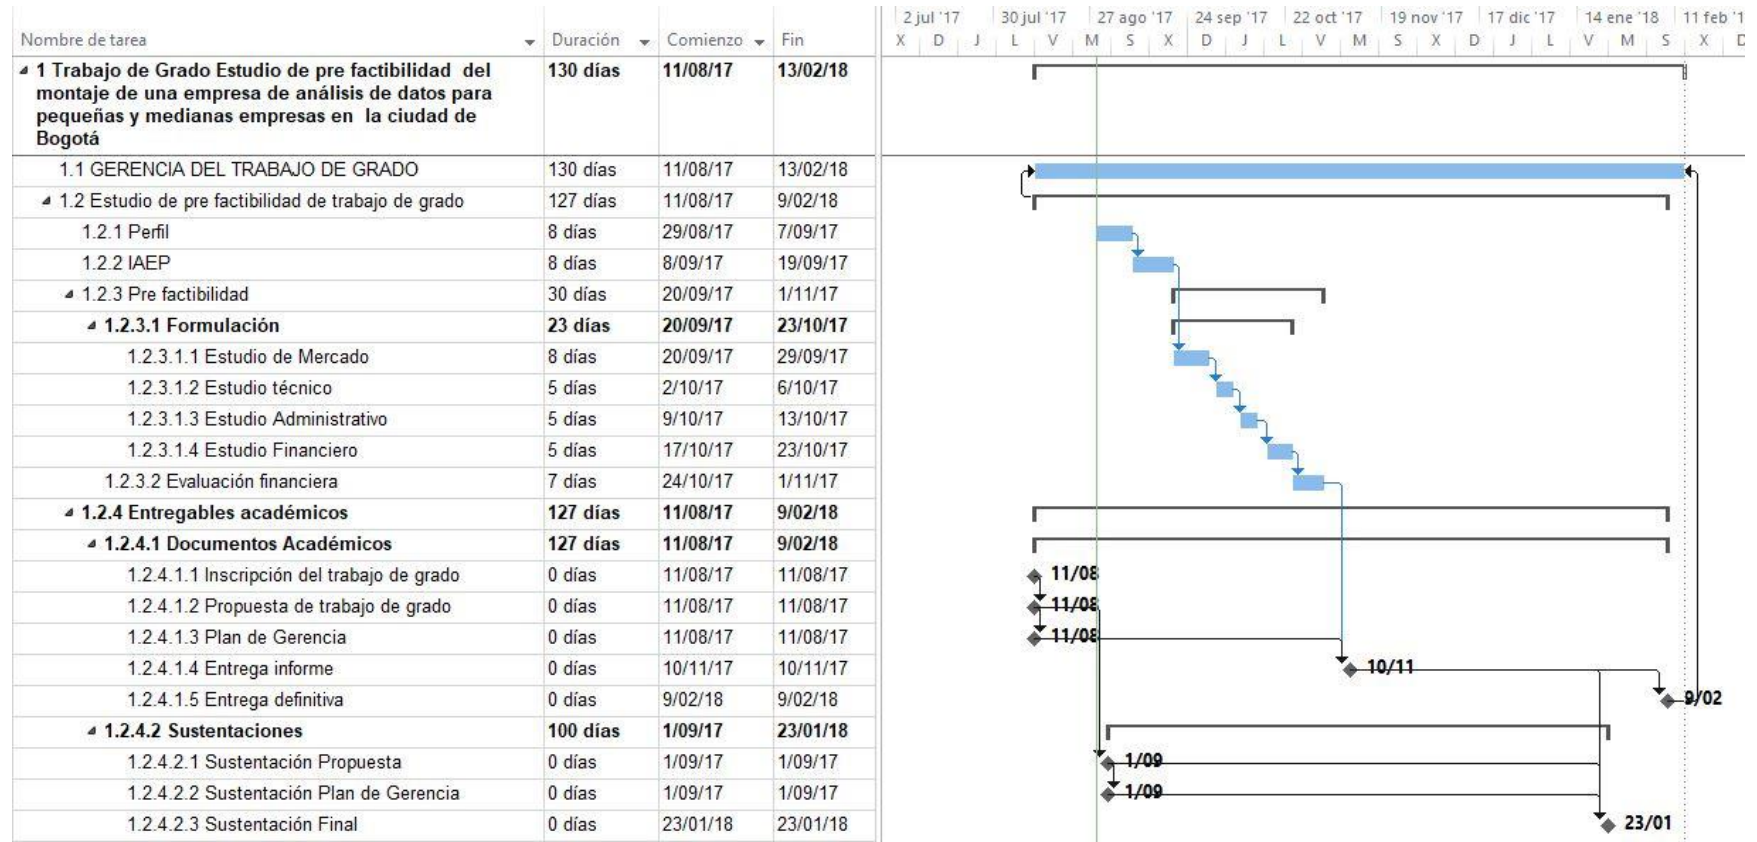 2 jul '17 30 jul '17 27 ago '17 24 sep '17 22 oct '17 19 nov '17 17 dic '17 14 ene '18 11 feb '1
Nombre de tarea Duración Comienzo Fin X D J L V M S X D J L V M S X D J L V M S X D
1 Trabajo de Grado Estudio de pre factibilidad del 130 días 11/08/17 13/02/18
montaje de una empresa de análisis de datos para
pequeñas y medianas empresas en la ciudad de
Bogotá
1.1 GERENCIA DEL TRABAJO DE GRADO 130 días 11/08/17 13/02/18
1.2 Estudio de pre factibilidad de trabajo de grado 127 días 11/08/17 9/02/18
1.2.1 Perfil 8 días 29/08/17 7/09/17
1.2.2 IAEP 8 días 8/09/17 19/09/17
1.2.3 Pre factibilidad 30 días 20/09/17 1/11/17
1.2.3.1 Formulación 23 días 20/09/17 23/10/17
1.2.3.1.1 Estudio de Mercado 8 días 20/09/17 29/09/17
1.2.3.1.2 Estudio técnico 5 días 2/10/17 6/10/17
1.2.3.1.3 Estudio Administrativo 5 días 9/10/17 13/10/17
1.2.3.1.4 Estudio Financiero 5 días 17/10/17 23/10/17
1.2.3.2 Evaluación financiera 7 días 24/10/17 1/11/17
1.2.4 Entregables académicos 127 días 11/08/17 9/02/18
1.2.4.1 Documentos Académicos 127 días 11/08/17 9/02/18
1.2.4.1.1 Inscripción del trabajo de grado 0 días 11/08/17 11/08/17 11/08
1.2.4.1.2 Propuesta de trabajo de grado 0 días 11/08/17 11/08/17 11/08
1.2.4.1.3 Plan de Gerencia 0 días 11/08/17 11/08/17 11/08
1.2.4.1.4 Entrega informe 0 días 10/11/17 10/11/17 10/11
1.2.4.1.5 Entrega definitiva 0 días 9/02/18 9/02/18 9/02
1.2.4.2 Sustentaciones 100 días 1/09/17 23/01/18
1.2.4.2.1 Sustentación Propuesta 0 días 1/09/17 1/09/17 1/09
1.2.4.2.2 Sustentación Plan de Gerencia 0 días 1/09/17 1/09/17 1/09
1.2.4.2.3 Sustentación Final 0 días 23/01/18 23/01/18 23/01